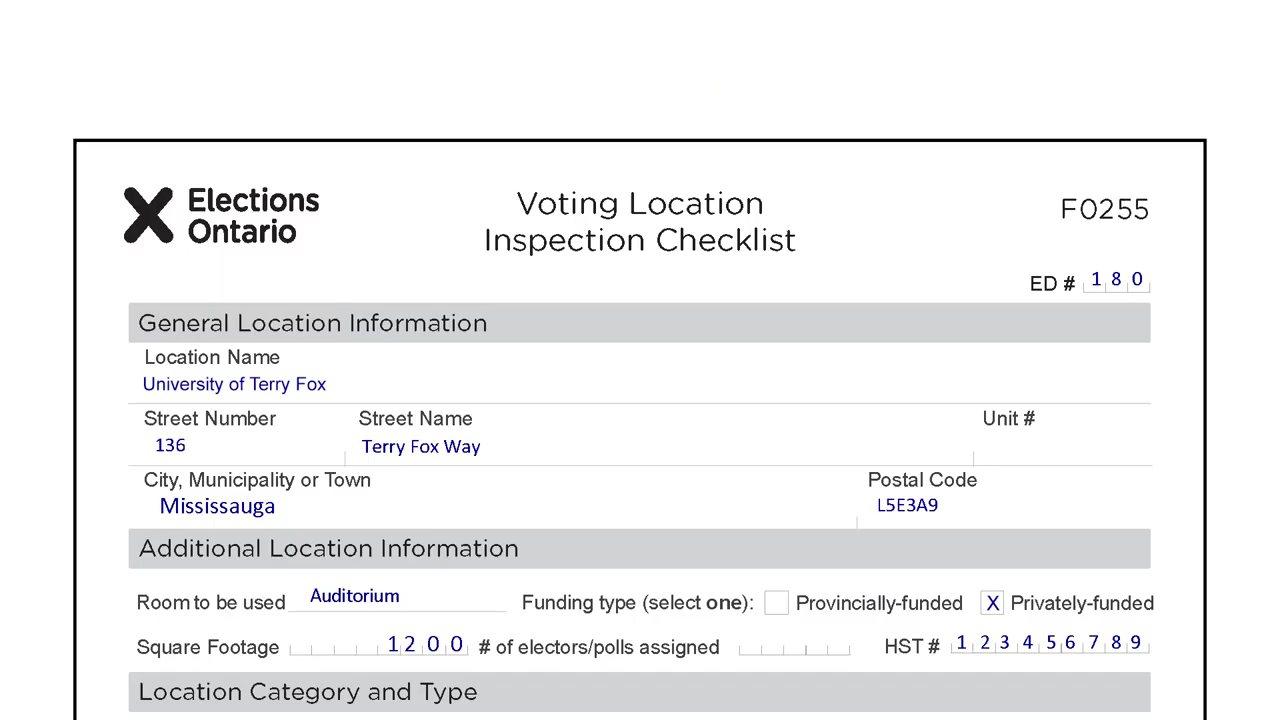 Elections
Ontario
Voting Location
Inspection Checklist
F0255
ED # 180
General Location Information
Location Name
University of Terry Fox
Street Number Street Name Unit #
136 Terry Fox Way
City, Municipality or Town Postal Code
Mississauga L5E3A9
Additional Location Information
Room to be used Auditorium Funding type (select one): Provincially-funded X Privately-funded
Square Footage 1200 # of electors/polls assigned HST # 123456789
Location Category and Type